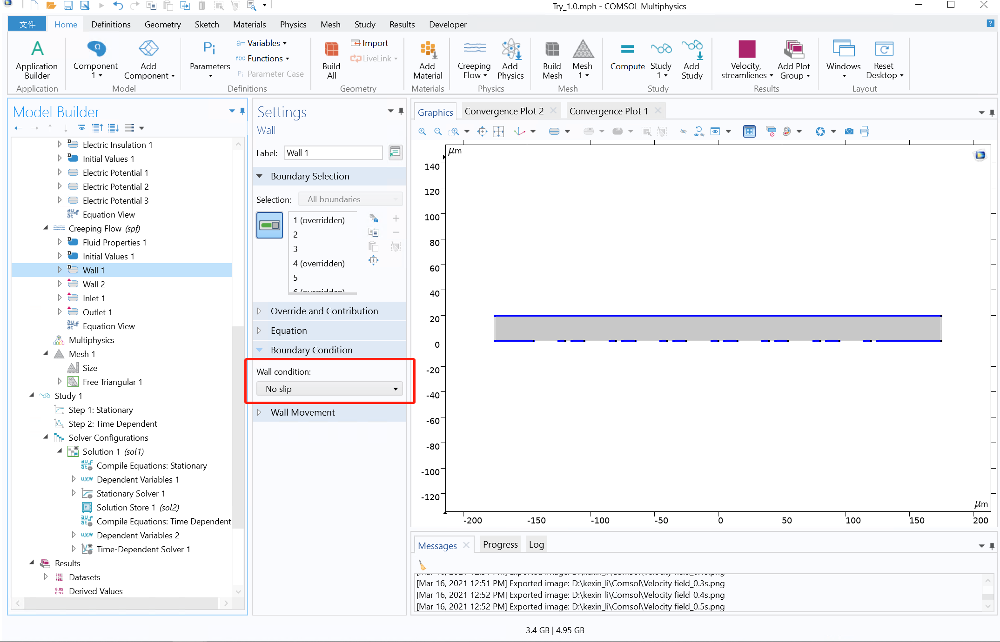 Try_1.0.mph - COMSOL Multiphysics
文件
Home
Definitions
Geometry
Sketch
Materials
Physics
Mesh
Study
Results
Developer
Application Builder
Application
Component 1
Add Component
Model
Pi
Parameters
a= Variables
f(x) Functions
Pi Parameter Case
Definitions
Build All
Import
LiveLink
Geometry
Add Material
Materials
Creeping Flow
Add Physics
Physics
Build Mesh
Mesh 1
Mesh
Compute
Study 1
Add Study
Study
Velocity, streamlienes
Add Plot Group
Results
Windows
Reset Desktop
Layout
Model Builder
Electric Insulation 1
Initial Values 1
Electric Potential 1
Electric Potential 2
Electric Potential 3
Equation View
Creeping Flow (spf)
Fluid Properties 1
Initial Values 1
Wall 1
Wall 2
Inlet 1
Outlet 1
Equation View
Multiphysics
Mesh 1
Size
Free Triangular 1
Study 1
Step 1: Stationary
Step 2: Time Dependent
Solver Configurations
Solution 1 (sol1)
Compile Equations: Stationary
Dependent Variables 1
Stationary Solver 1
Solution Store 1 (sol2)
Compile Equations: Time Dependent
Dependent Variables 2
Time-Dependent Solver 1
Results
Datasets
8.85 e-12 Derived Values
Settings
Wall
Label: Wall 1
Boundary Selection
Selection: All boundaries
1 (overridden)
2
3
4 (overridden)
5
6 (overridden)
Override and Contribution
Equation
Boundary Condition
Wall condition:
No slip
Wall Movement
Graphics
Convergence Plot 2
Convergence Plot 1
μm
140
120
100
80
60
40
20
0
-20
-40
-60
-80
-100
-120
μm
-200 -150 -100 -50 0 50 100 150 200
Messages
Progress
Log
[Mar 16, 2021 12:51 PM] Exported image: D:\kexin_li\Comsol\Velocity field_0.3s.png
[Mar 16, 2021 12:52 PM] Exported image: D:\kexin_li\Comsol\Velocity field_0.4s.png
[Mar 16, 2021 12:52 PM] Exported image: D:\kexin_li\Comsol\Velocity field_0.5s.png
3.4 GB | 4.95 GB